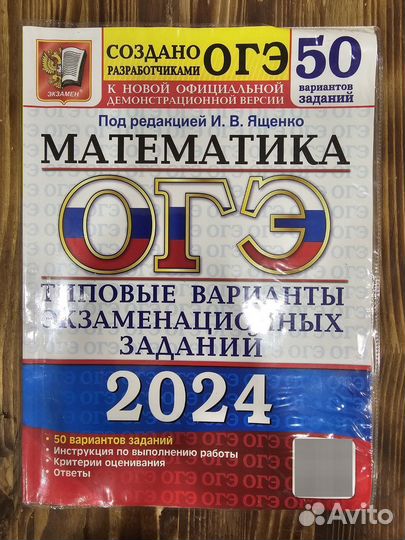 СОЗДАНО
РАЗРАБОТЧИКАМИ
ОГЭ
К НОВОЙ ОФИЦИАЛЬНОЙ
ДЕМОНСТРАЦИОННОЙ ВЕРСИИ
50
вариантов
заданий
ЭКЗАМЕН
Под редакцией И. В. Ященко
МАТЕМАТИКА
ОГЭ
ТИПОВЫЕ ВАРИАНТЫ
ЭКЗАМЕНАЦИОННЫХ
ЗАДАНИЙ
2024
• 50 вариантов заданий
• Инструкция по выполнению работы
• Критерии оценивания
• Ответы
Avito